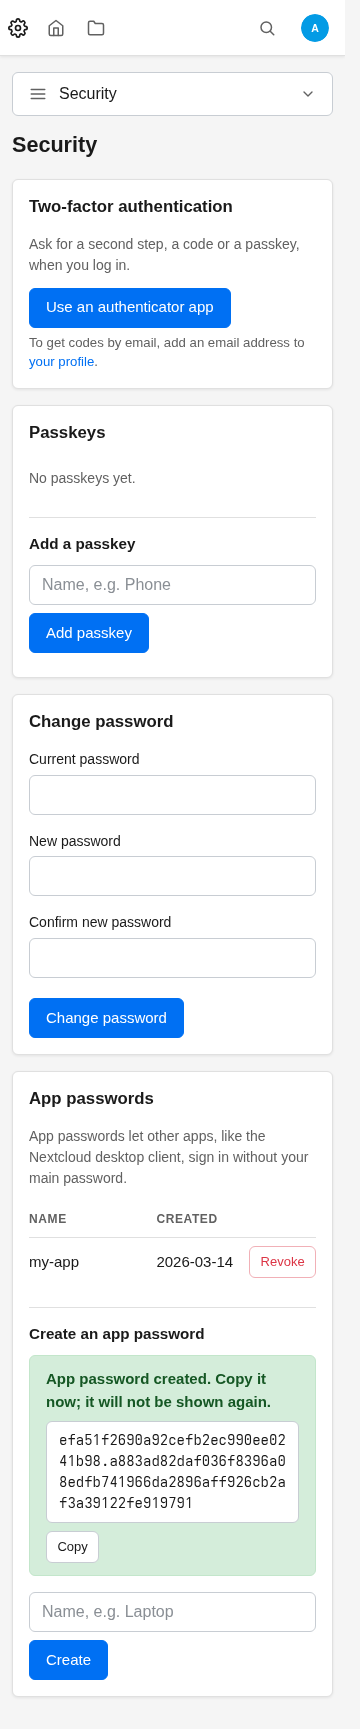 A
Security
Security
Two-factor authentication
Ask for a second step, a code or a passkey,
when you log in.
Use an authenticator app
To get codes by email, add an email address to
your profile.
Passkeys
No passkeys yet.
Add a passkey
Name, e.g. Phone
Add passkey
Change password
Current password
New password
Confirm new password
Change password
App passwords
App passwords let other apps, like the
Nextcloud desktop client, sign in without your
main password.
NAME CREATED
my-app 2026-03-14 Revoke
Create an app password
App password created. Copy it
now; it will not be shown again.
efa51f2690a92cefb2ec990ee02
41b98.a883ad82daf036f8396a0
8edfb741966da2896aff926cb2a
f3a39122fe919791
Copy
Name, e.g. Laptop
Create